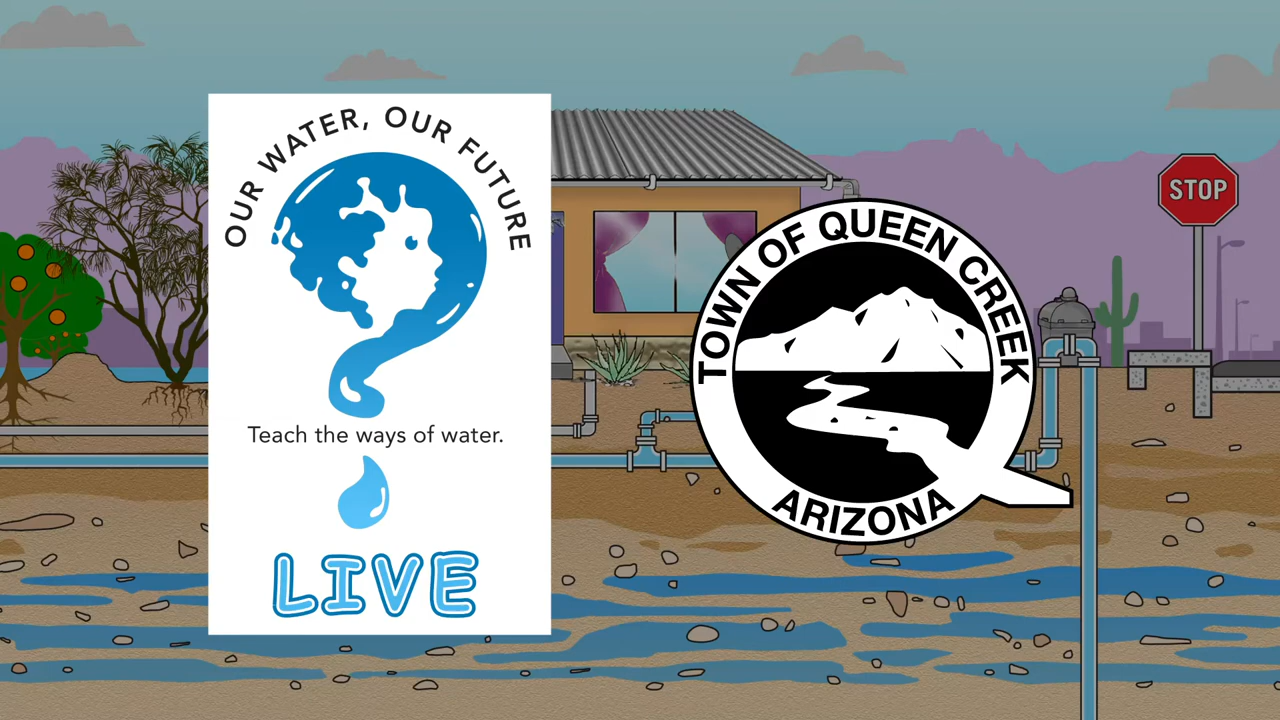 OUR WATER, OUR FUTURE
Teach the ways of water.
LIVE
TOWN OF QUEEN CREEK
ARIZONA
STOP